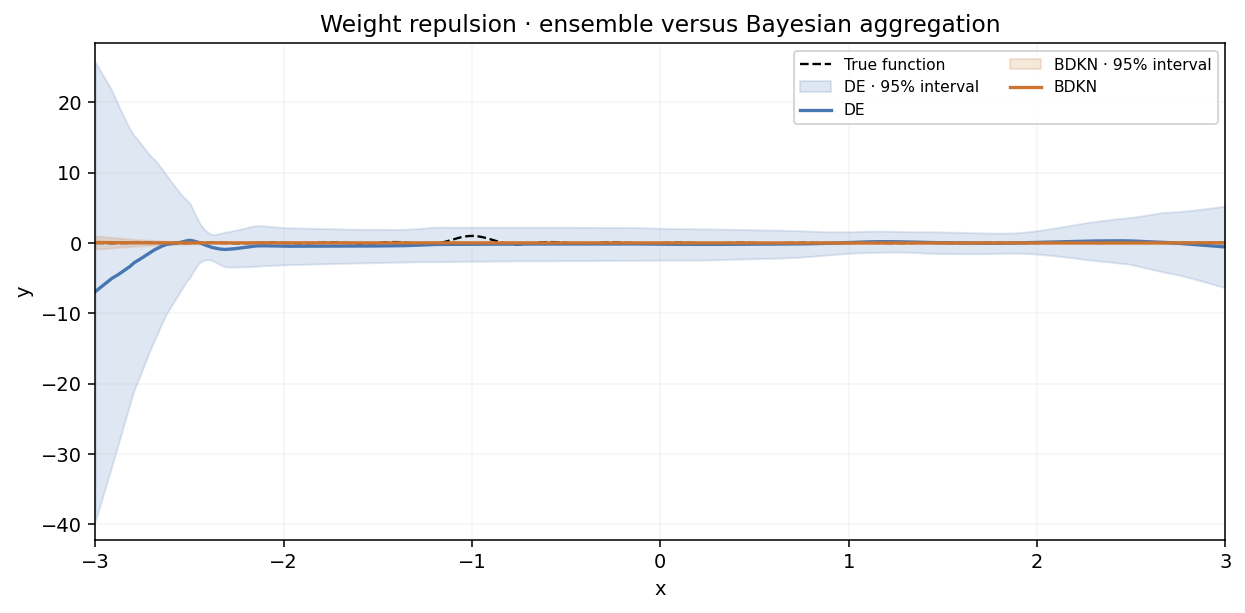 Weight repulsion · ensemble versus Bayesian aggregation
True function
DE · 95% interval
DE
BDKN · 95% interval
BDKN
y
20
10
0
−10
−20
−30
−40
−3
−2
−1
0
1
2
3
x